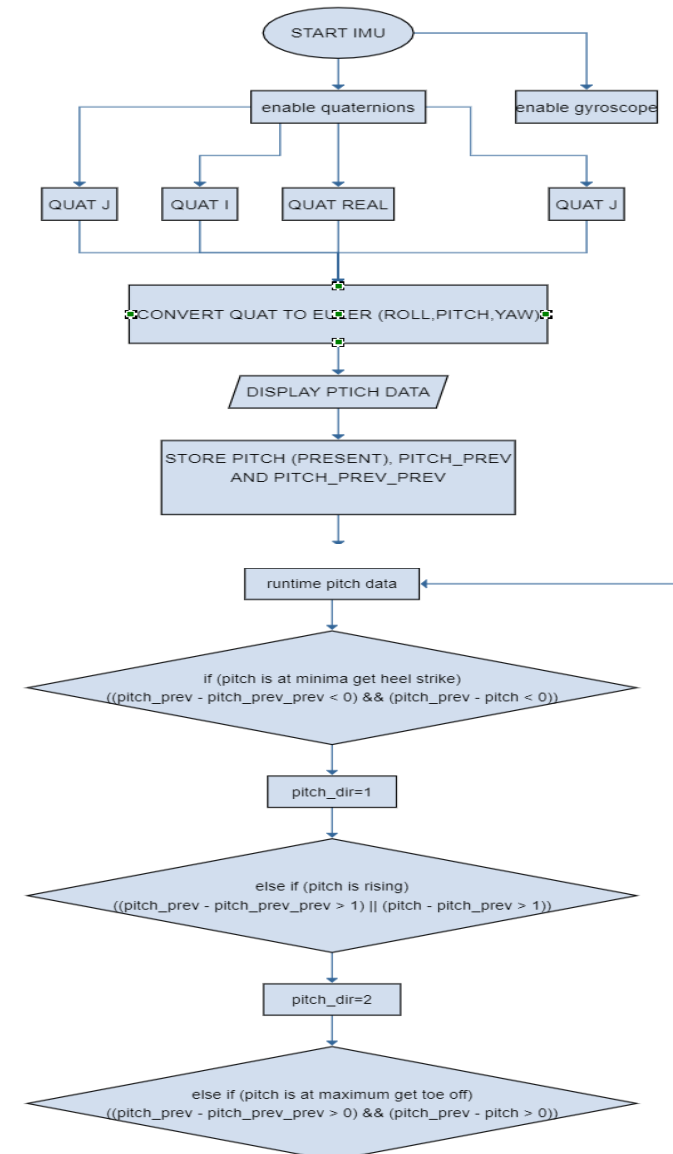 START IMU
enable quaternions
enable gyroscope
QUAT J
QUAT I
QUAT REAL
QUAT J
CONVERT QUAT TO EULER (ROLL,PITCH,YAW)
DISPLAY PTICH DATA
STORE PITCH (PRESENT), PITCH_PREV
AND PITCH_PREV_PREV
runtime pitch data
if (pitch is at minima get heel strike)
((pitch_prev - pitch_prev_prev < 0) && (pitch_prev - pitch < 0))
pitch_dir=1
else if (pitch is rising)
((pitch_prev - pitch_prev_prev > 1) || (pitch - pitch_prev > 1))
pitch_dir=2
else if (pitch is at maximum get toe off)
((pitch_prev - pitch_prev_prev > 0) && (pitch_prev - pitch > 0))